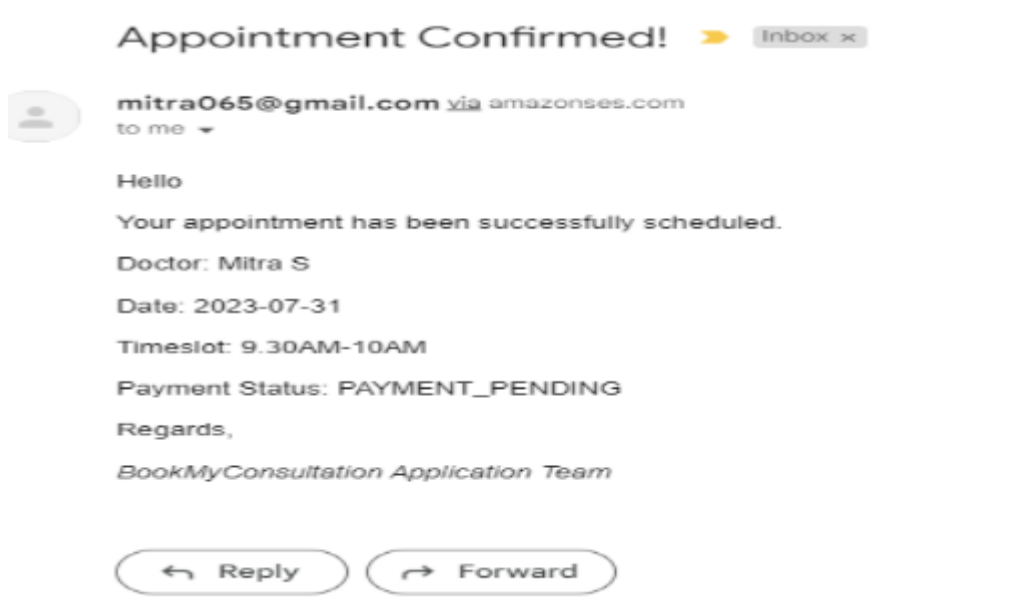 Appointment Confirmed! Inbox ×
mitra065@gmail.com via amazonses.com
to me
Hello
Your appointment has been successfully scheduled.
Doctor: Mitra S
Date: 2023-07-31
Timeslot: 9.30AM-10AM
Payment Status: PAYMENT_PENDING
Regards,
BookMyConsultation Application Team
Reply Forward